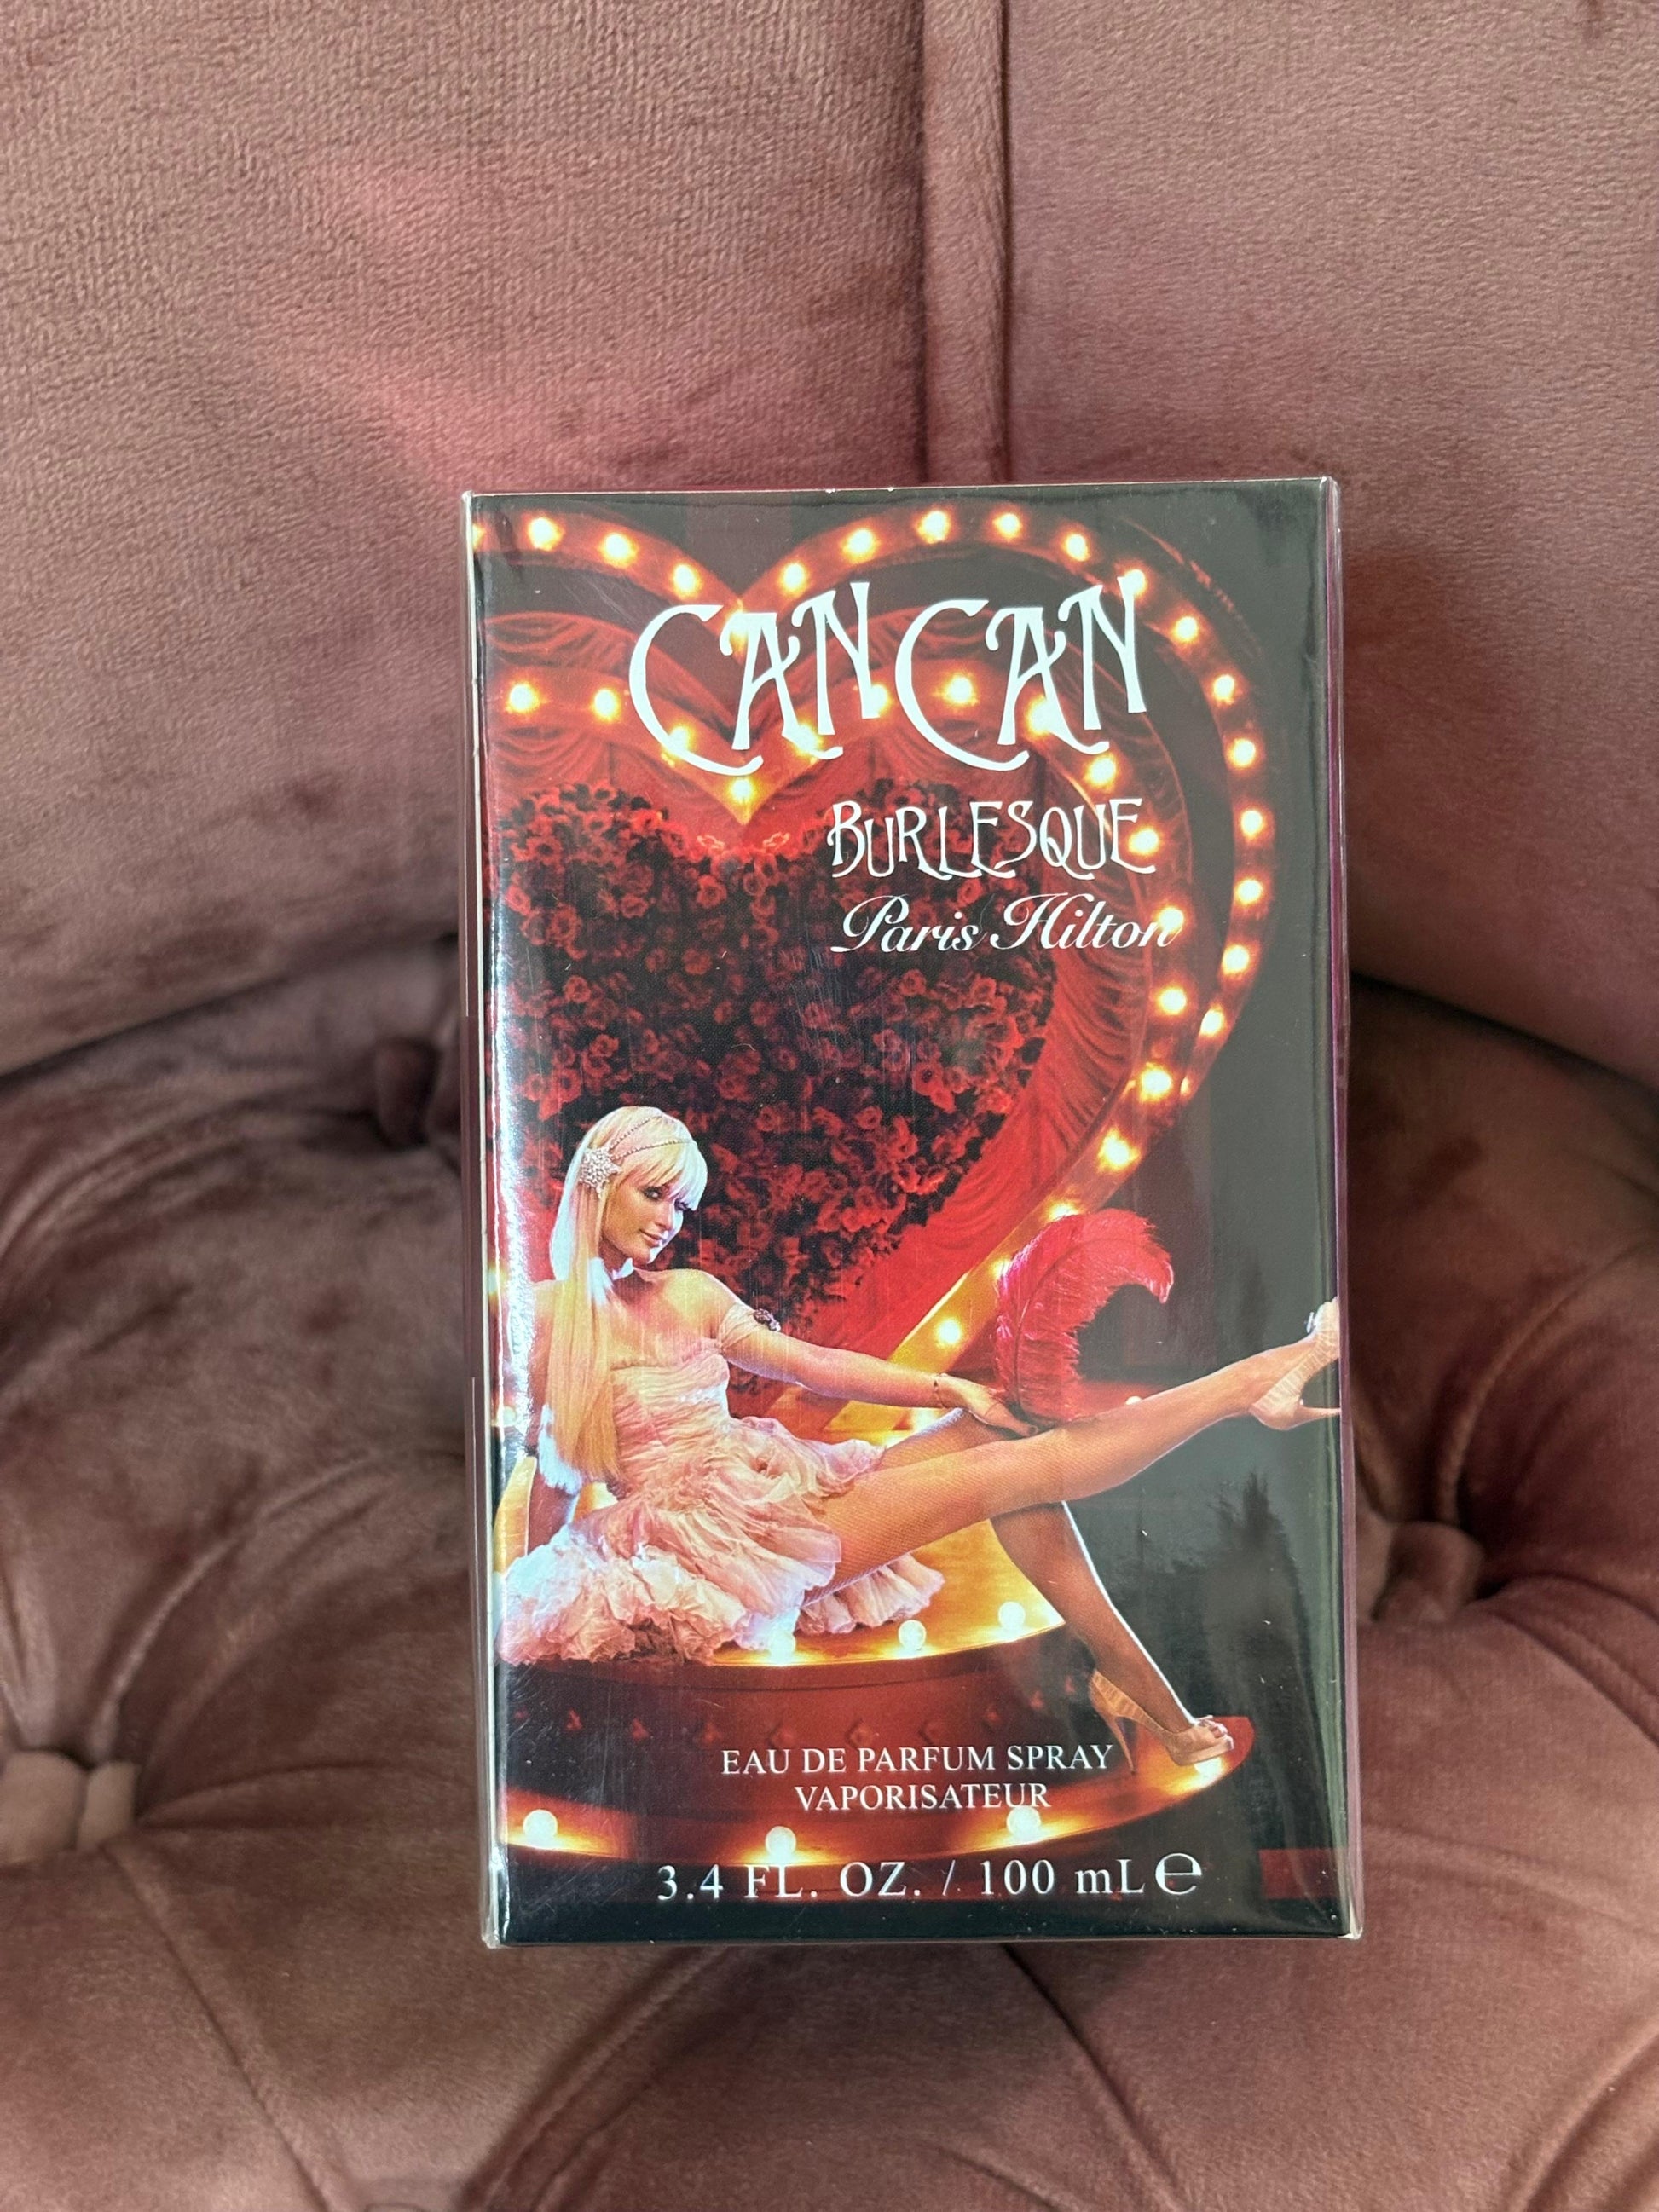 CAN CAN
BURLESQUE
Paris Hilton
EAU DE PARFUM SPRAY
VAPORISATEUR
3.4 FL. OZ. / 100 mL ℮